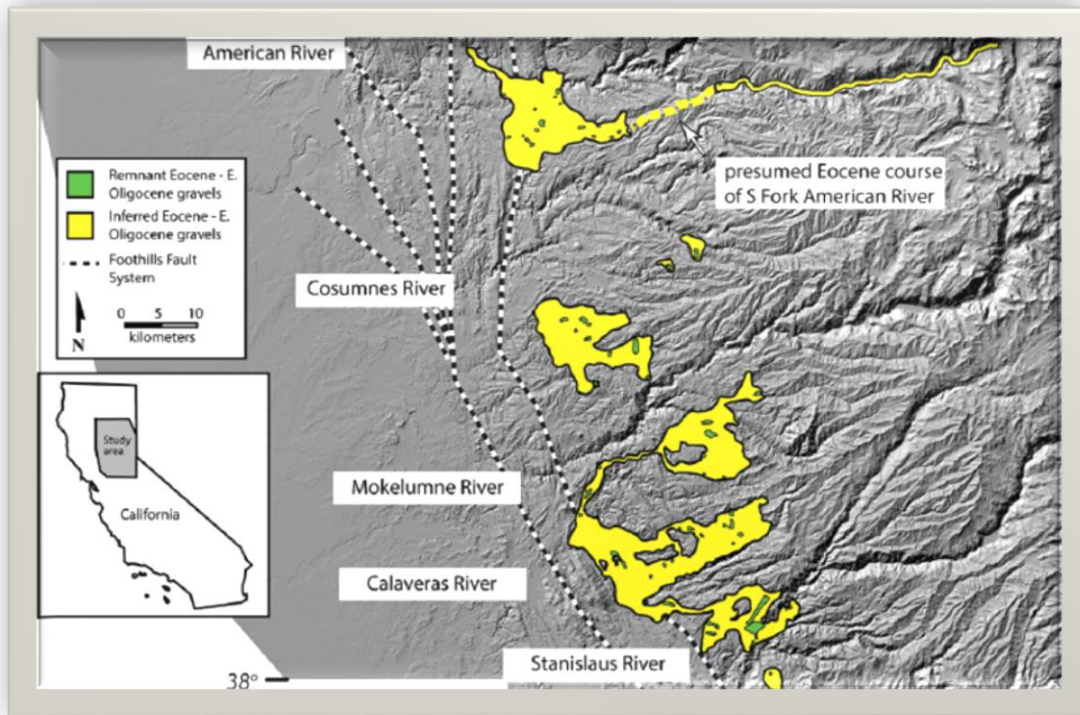 American River
Remnant Eocene - E.
Oligocene gravels
Inferred Eocene - E.
Oligocene gravels
Foothills Fault
System
0 5 10
kilometers
N
presumed Eocene course
of S Fork American River
Cosumnes River
Study
area
California
Mokelumne River
Calaveras River
Stanislaus River
38°